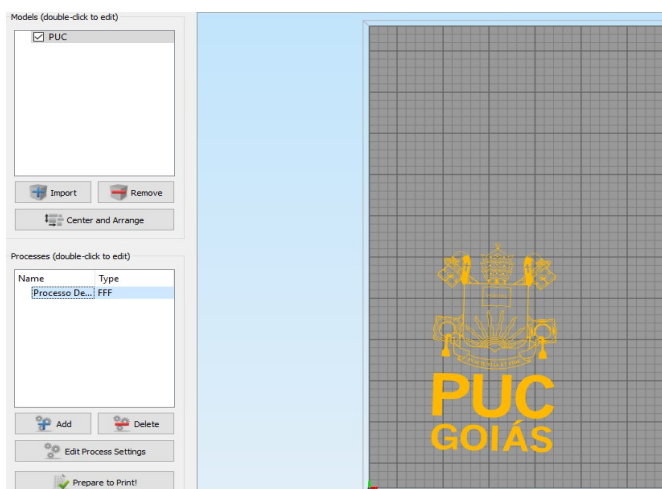 Models (double-click to edit)
PUC
Import
Remove
Center and Arrange
Processes (double-click to edit)
Name Type
Processo De... FFF
Add
Delete
Edit Process Settings
Prepare to Print!
PUC
GOIÁS